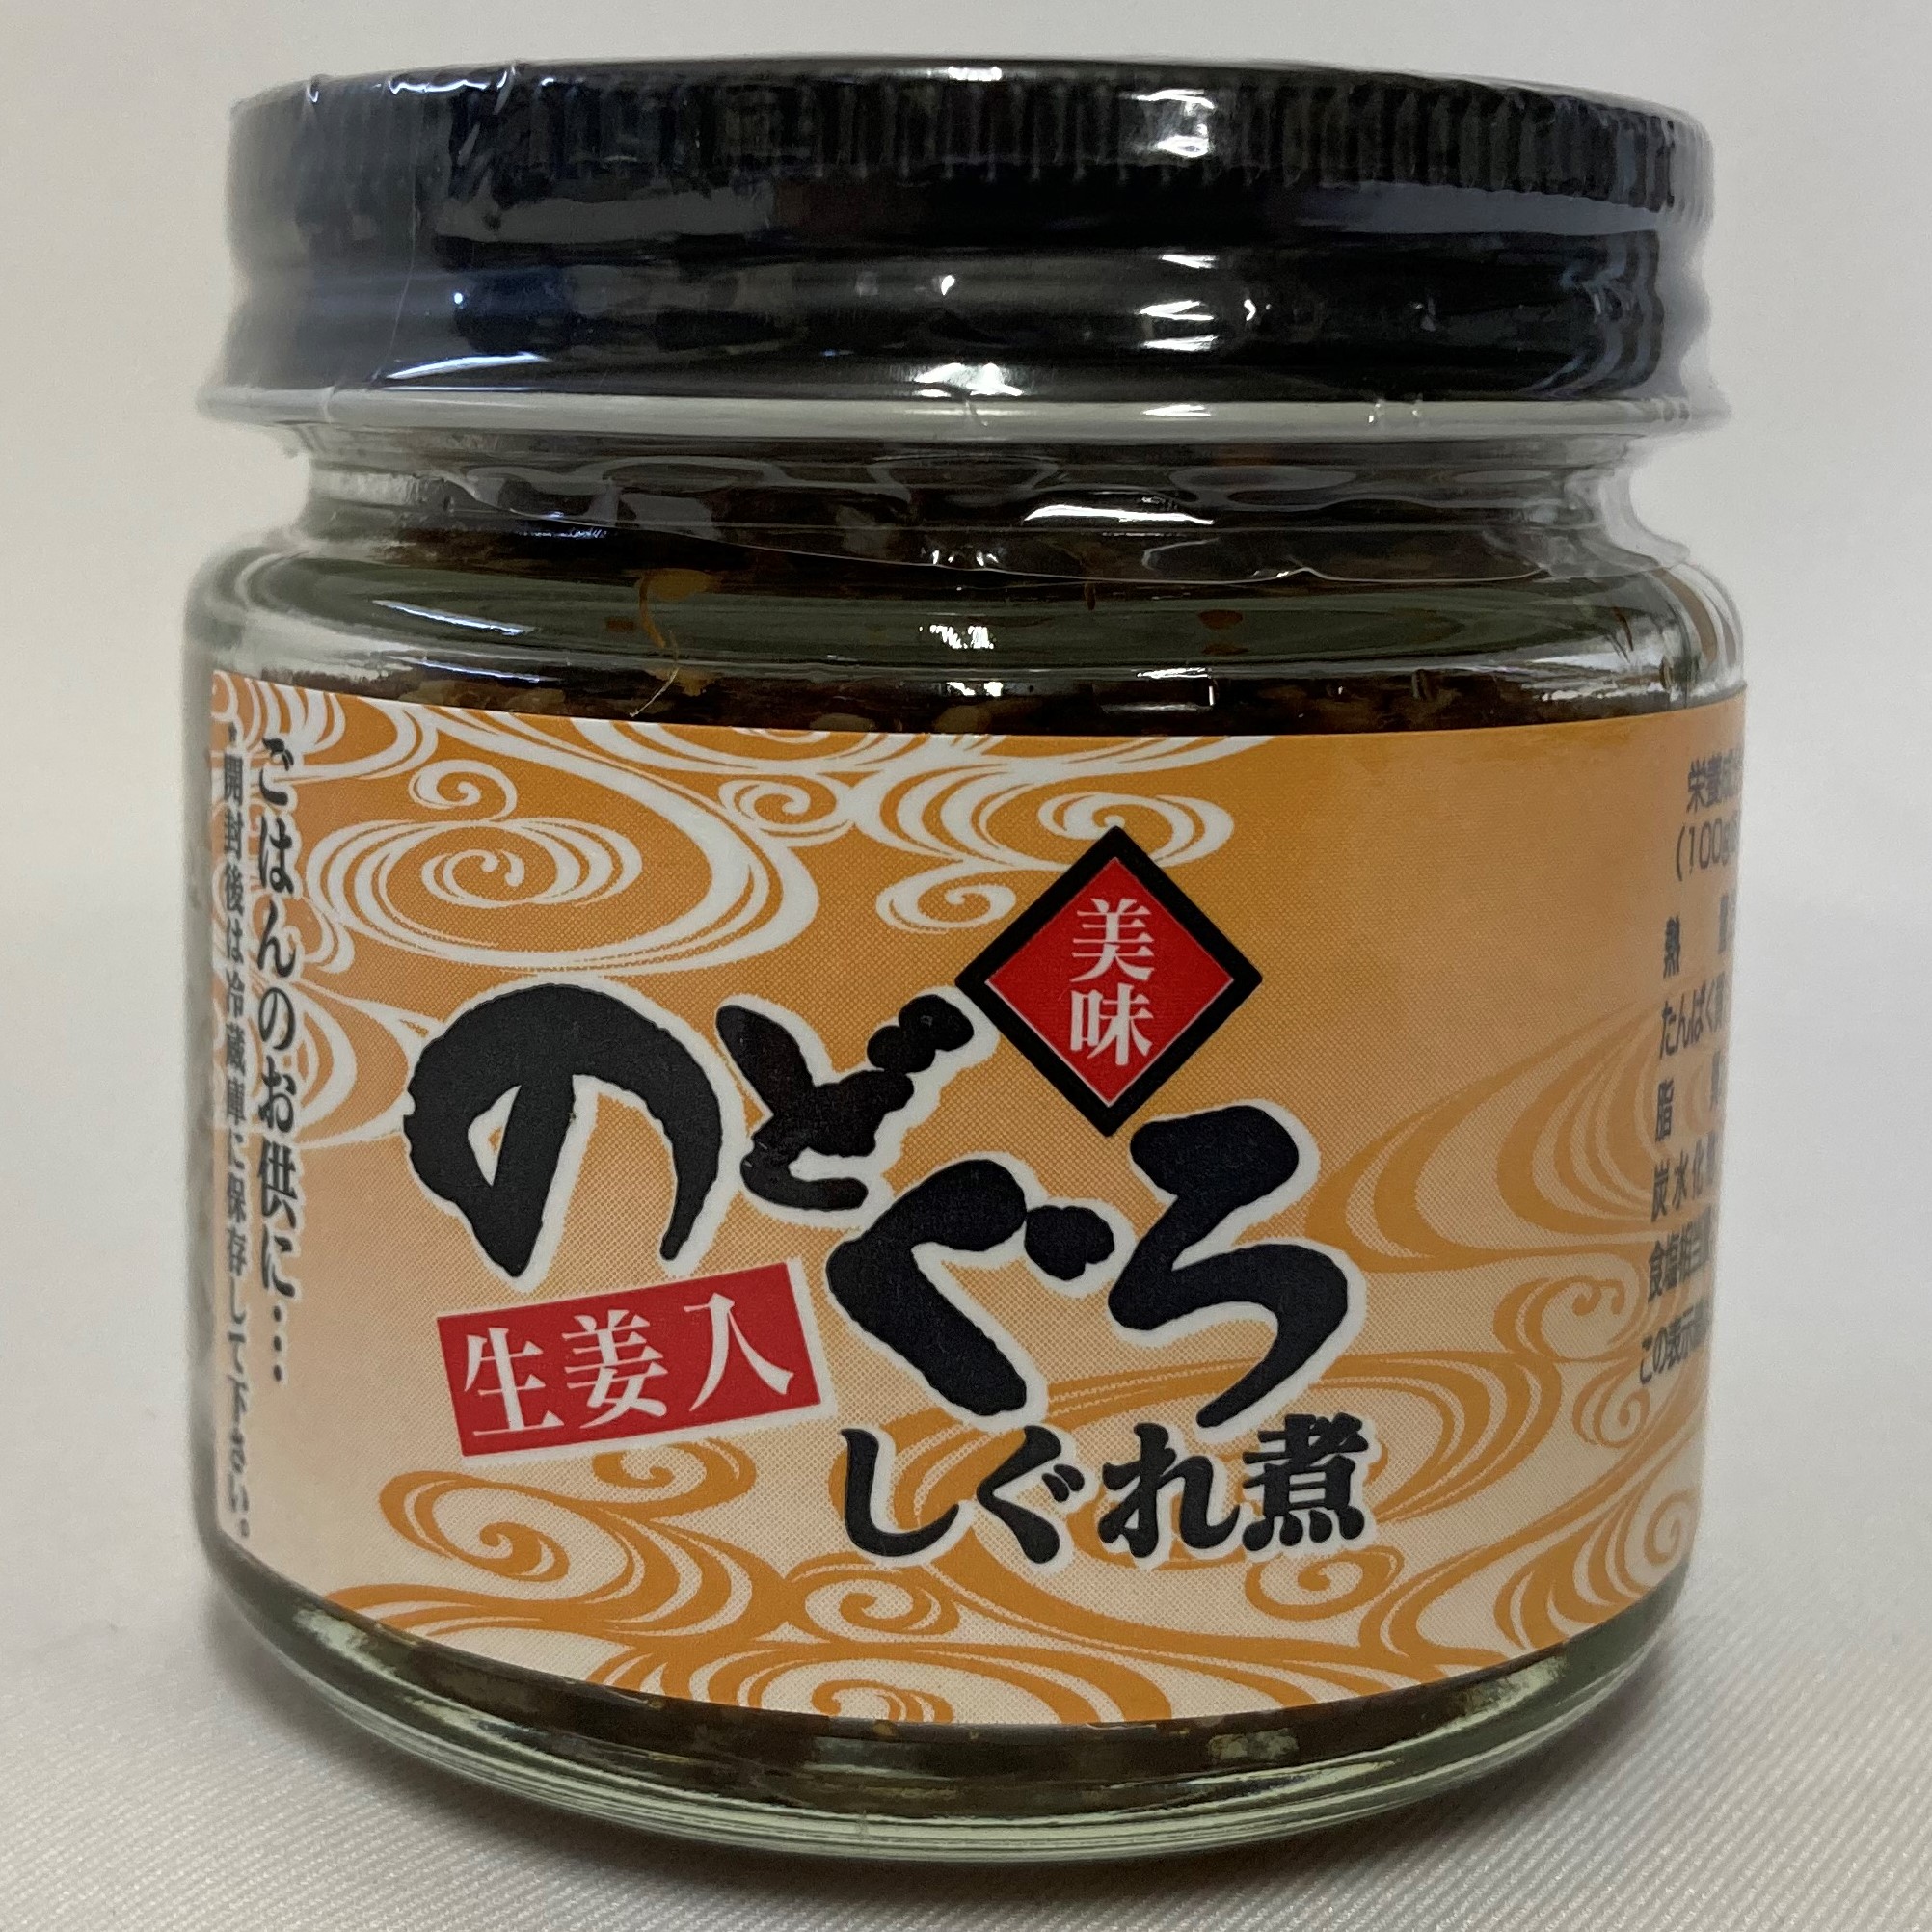 ごはんのお供に…
・開封後は冷蔵庫に保存して下さい。
美味
のどぐろ
生姜入
しぐれ煮
栄養成
(100g
熱 量
たんぱく質
脂
炭水化
食塩相当
この表示